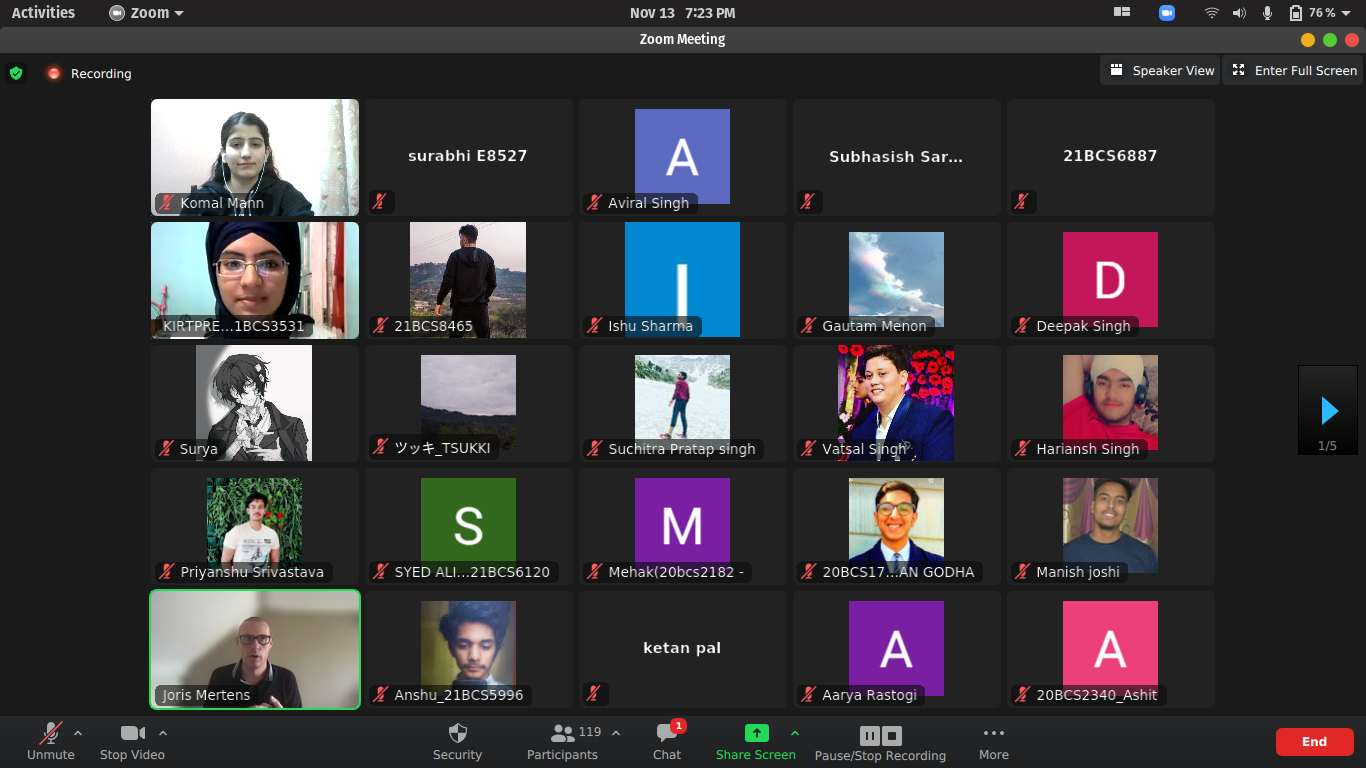 Activities Zoom Nov 13 7:23 PM 76 %
Zoom Meeting
Recording Speaker View Enter Full Screen
Komal Mann
surabhi E8527
A
Aviral Singh
Subhasish Sar...
21BCS6887
KIRTPRE...1BCS3531
21BCS8465
I
Ishu Sharma
Gautam Menon
D
Deepak Singh
Surya
ツッキ_TSUKKI
Suchitra Pratap singh
Vatsal Singh
Hariansh Singh
1/5
Priyanshu Srivastava
S
SYED ALI...21BCS6120
M
Mehak(20bcs2182 -
20BCS17...AN GODHA
Manish joshi
Joris Mertens
Anshu_21BCS5996
ketan pal
A
Aarya Rastogi
A
20BCS2340_Ashit
119 1
Unmute Stop Video Security Participants Chat Share Screen Pause/Stop Recording More End